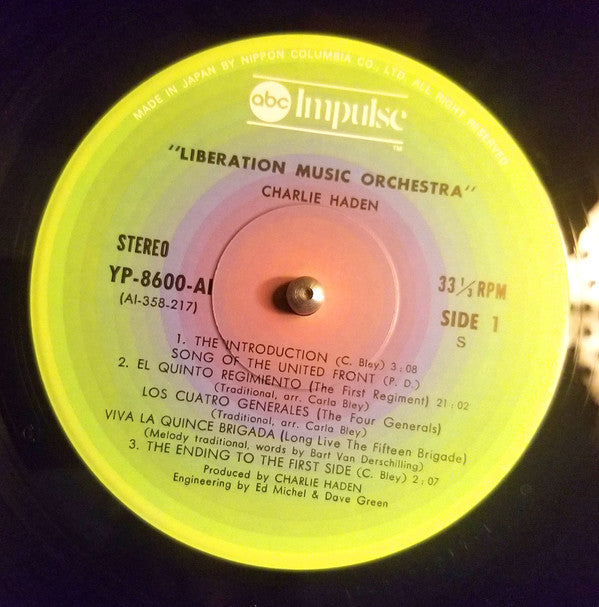 MADE IN JAPAN BY NIPPON COLUMBIA CO., LTD. ALL RIGHT RESERVED
abc Impulse
TM
"LIBERATION MUSIC ORCHESTRA"
CHARLIE HADEN
STEREO
YP-8600-AI
(AI-358-217)
33 1/3 RPM
SIDE 1
S
1. THE INTRODUCTION (C. Bley) 3:08
SONG OF THE UNITED FRONT (P. D.)
2. EL QUINTO REGIMIENTO (The First Regiment) 21:02
(Traditional, arr. Carla Bley)
LOS CUATRO GENERALES (The Four Generals)
(Traditional, arr. Carla Bley)
VIVA LA QUINCE BRIGADA (Long Live The Fifteen Brigade)
(Melody traditional, words by Bart Van Derschilling)
3. THE ENDING TO THE FIRST SIDE (C. Bley) 2:07
Produced by CHARLIE HADEN
Engineering by Ed Michel & Dave Green